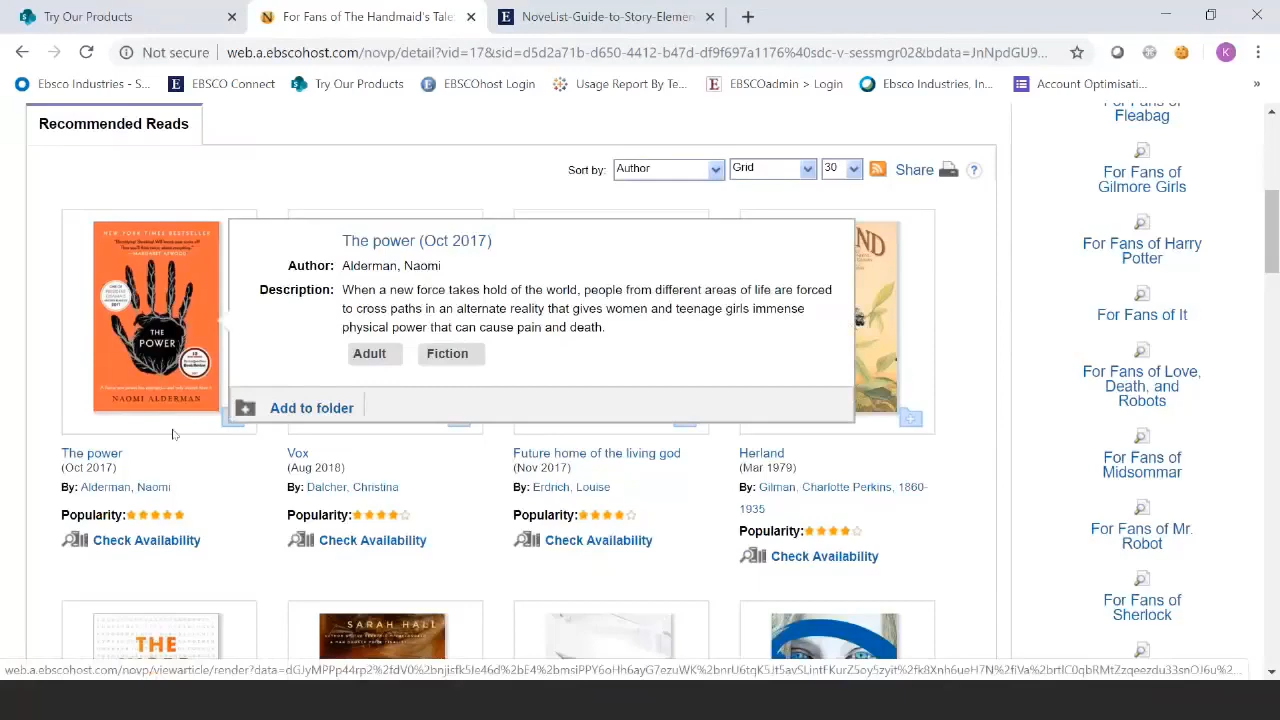 Try Our Products
For Fans of The Handmaid's Tale
NoveList-Guide-to-Story-Elemen
Not secure
web.a.ebscohost.com/novp/detail?vid=17&sid=d5d2a71b-d650-4412-b47d-df9f697a1176%40sdc-v-sessmgr02&bdata=JnNpdGU9...
K
Ebsco Industries - S...
EBSCO Connect
Try Our Products
EBSCOhost Login
Usage Report By Te...
EBSCOadmin > Login
Ebsco Industries, In...
Account Optimisati...
»
Recommended Reads
Sort by:
Author
Grid
30
Share
?
NEW YORK TIMES BESTSELLER
THE
POWER
NAOMI ALDERMAN
The power (Oct 2017)
Author: Alderman, Naomi
Description: When a new force takes hold of the world, people from different areas of life are forced
to cross paths in an alternate reality that gives women and teenage girls immense
physical power that can cause pain and death.
Adult
Fiction
Add to folder
ND
The power
(Oct 2017)
By: Alderman, Naomi
Popularity:
Check Availability
Vox
(Aug 2018)
By: Dalcher, Christina
Popularity:
Check Availability
Future home of the living god
(Nov 2017)
By: Erdrich, Louise
Popularity:
Check Availability
Herland
(Mar 1979)
By: Gilman, Charlotte Perkins, 1860-
1935
Popularity:
Check Availability
THE
SARAH HALL
For Fans of
Fleabag
For Fans of
Gilmore Girls
For Fans of Harry
Potter
For Fans of It
For Fans of Love,
Death, and
Robots
For Fans of
Midsommar
For Fans of Mr.
Robot
For Fans of
Sherlock